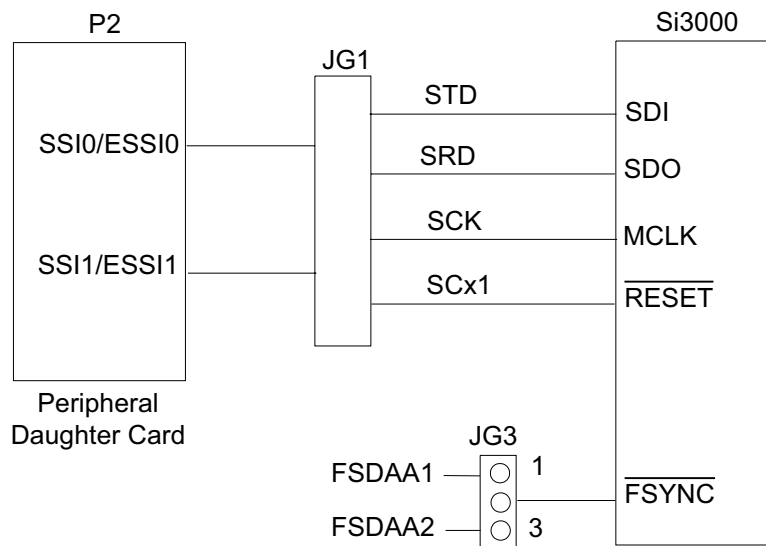 P2
Si3000
JG1
STD
SDI
SSI0/ESSI0
SRD
SDO
SCK
MCLK
SSI1/ESSI1
SCx1
RESET
Peripheral
Daughter Card
JG3
FSDAA1
1
FSYNC
FSDAA2
3